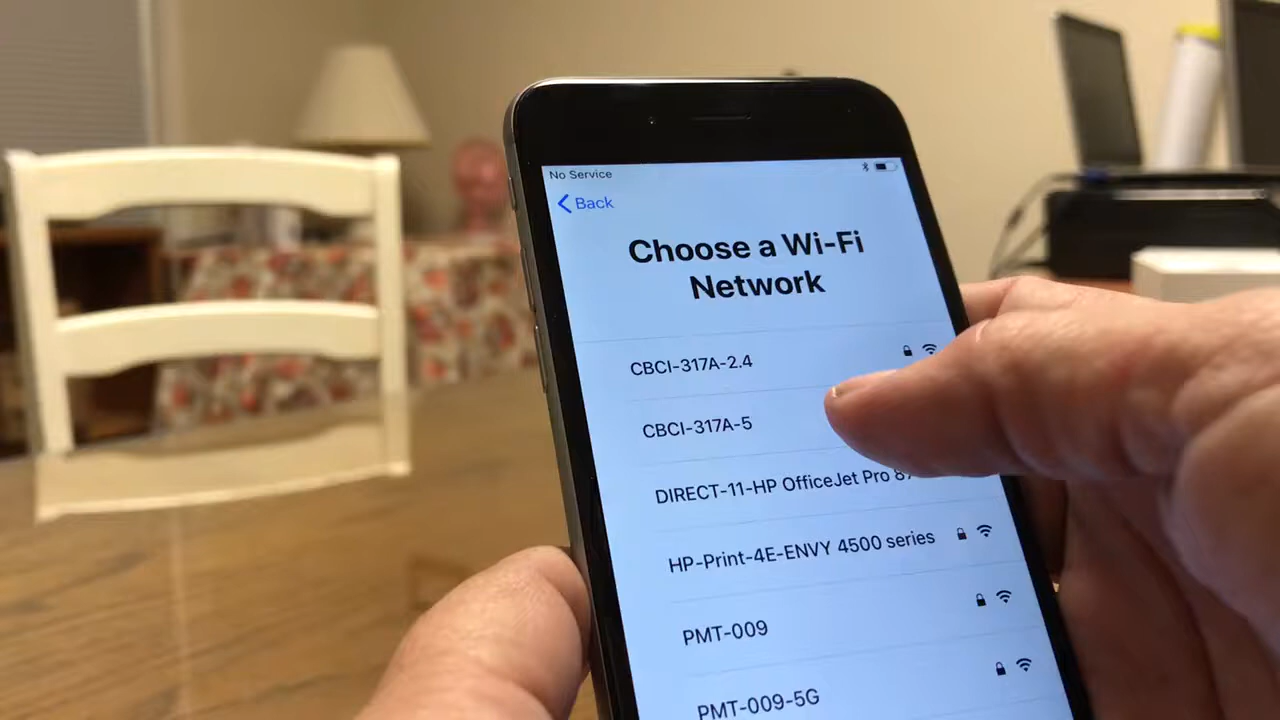 No Service
Back
Choose a Wi-Fi
Network
CBCI-317A-2.4
CBCI-317A-5
DIRECT-11-HP OfficeJet Pro
HP-Print-4E-ENVY 4500 series
PMT-009
PMT-009-5G